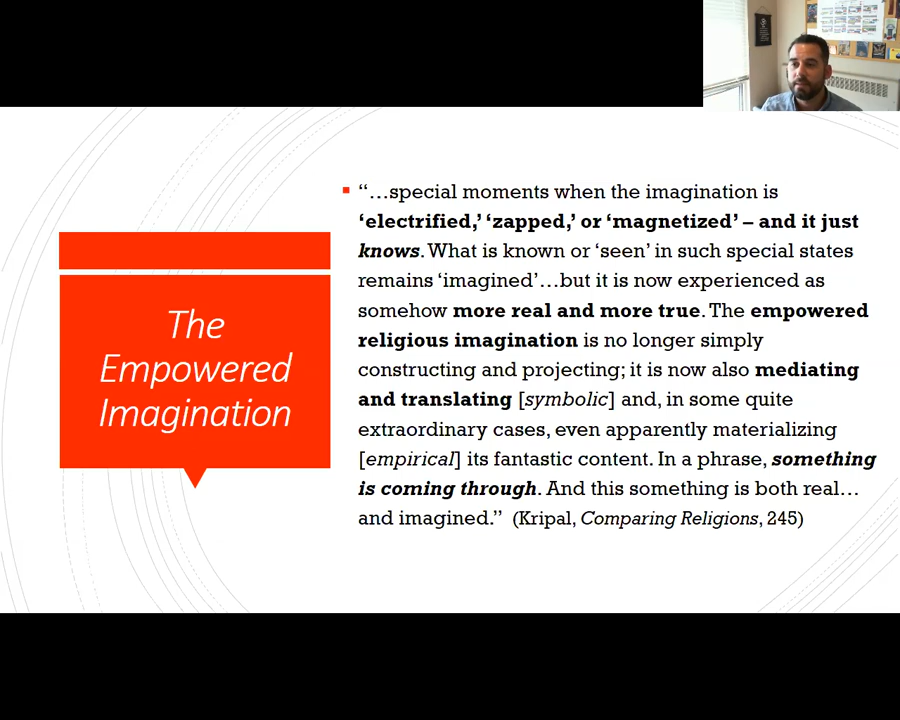 The
Empowered
Imagination
“…special moments when the imagination is
‘electrified,’ ‘zapped,’ or ‘magnetized’ – and it just
knows. What is known or ‘seen’ in such special states
remains ‘imagined’…but it is now experienced as
somehow more real and more true. The empowered
religious imagination is no longer simply
constructing and projecting; it is now also mediating
and translating [symbolic] and, in some quite
extraordinary cases, even apparently materializing
[empirical] its fantastic content. In a phrase, something
is coming through. And this something is both real…
and imagined.” (Kripal, Comparing Religions, 245)